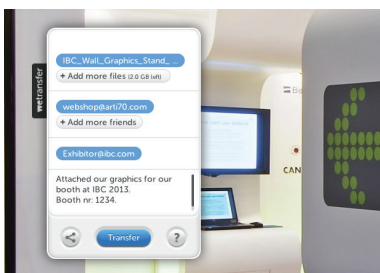 wetransfer
IBC_Wall_Graphics_Stand_ ...
+ Add more files (2.0 GB left)
webshop@arti70.com
+ Add more friends
Exhibitor@ibc.com
Attached our graphics for our
booth at IBC 2013.
Booth nr: 1234.
Transfer
?
CAN